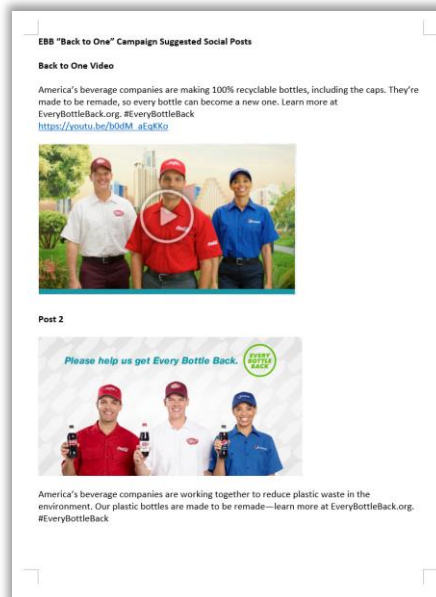 EBB “Back to One” Campaign Suggested Social Posts
Back to One Video
America’s beverage companies are making 100% recyclable bottles, including the caps. They’re
made to be remade, so every bottle can become a new one. Learn more at
EveryBottleBack.org. #EveryBottleBack
https://youtu.be/b0dM_aEqKKo
Post 2
Please help us get Every Bottle Back.
EVERY
BOTTLE
BACK
America’s beverage companies are working together to reduce plastic waste in the
environment. Our plastic bottles are made to be remade—learn more at EveryBottleBack.org.
#EveryBottleBack